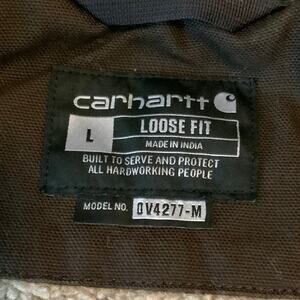 carhartt
L
LOOSE FIT
MADE IN INDIA
BUILT TO SERVE AND PROTECT
ALL HARDWORKING PEOPLE
MODEL NO. OV4277-M